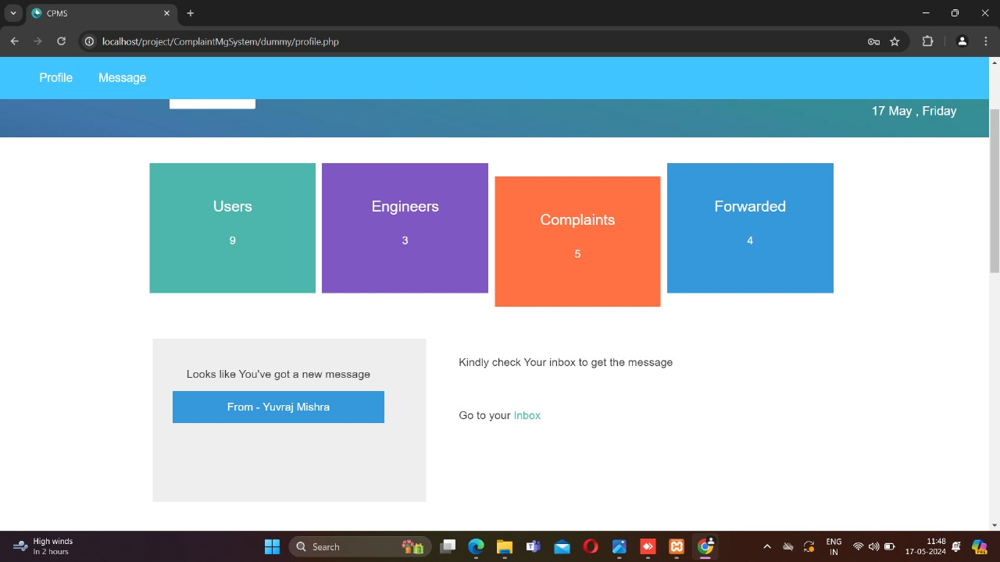 CPMS
localhost/project/ComplaintMgSystem/dummy/profile.php
Profile
Message
17 May , Friday
Users
9
Engineers
3
Complaints
5
Forwarded
4
Looks like You've got a new message
From - Yuvraj Mishra
Kindly check Your inbox to get the message
Go to your Inbox
High winds
In 2 hours
Search
ENG
IN
11:48
17-05-2024
PRE